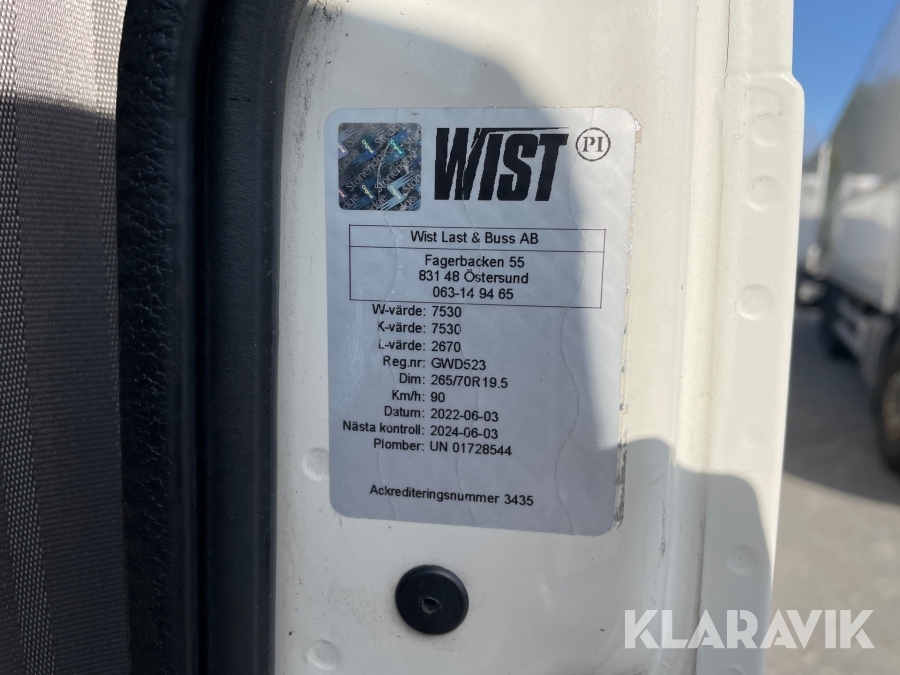 WIST PI
Wist Last & Buss AB
Fagerbacken 55
831 48 Östersund
063-14 94 65
W-värde: 7530
K-värde: 7530
L-värde: 2670
Reg.nr: GWD523
Dim: 265/70R19.5
Km/h: 90
Datum: 2022-06-03
Nästa kontroll: 2024-06-03
Plomber: UN 01728544
Ackrediteringsnummer 3435
KLARAVIK